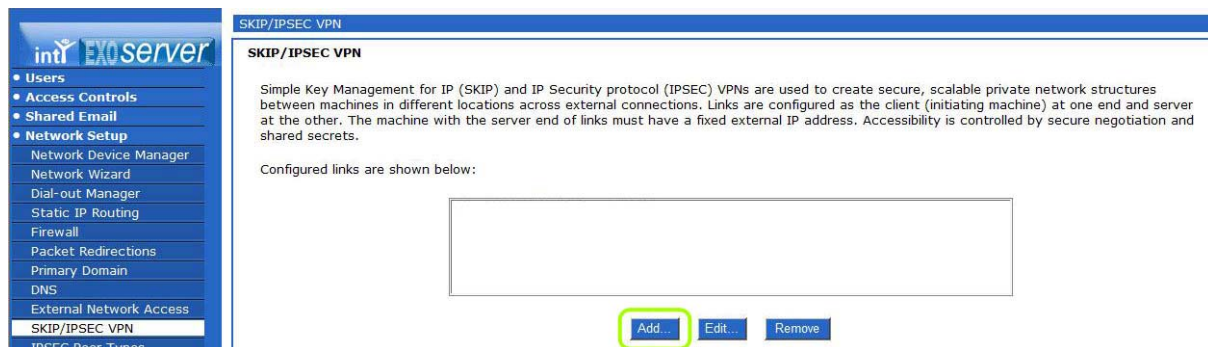 SKIP/IPSEC VPN
inty EXOserver
• Users
• Access Controls
• Shared Email
• Network Setup
Network Device Manager
Network Wizard
Dial-out Manager
Static IP Routing
Firewall
Packet Redirections
Primary Domain
DNS
External Network Access
SKIP/IPSEC VPN
IPSEC Peer Types
SKIP/IPSEC VPN
Simple Key Management for IP (SKIP) and IP Security protocol (IPSEC) VPNs are used to create secure, scalable private network structures
between machines in different locations across external connections. Links are configured as the client (initiating machine) at one end and server
at the other. The machine with the server end of links must have a fixed external IP address. Accessibility is controlled by secure negotiation and
shared secrets.
Configured links are shown below:
Add... Edit... Remove